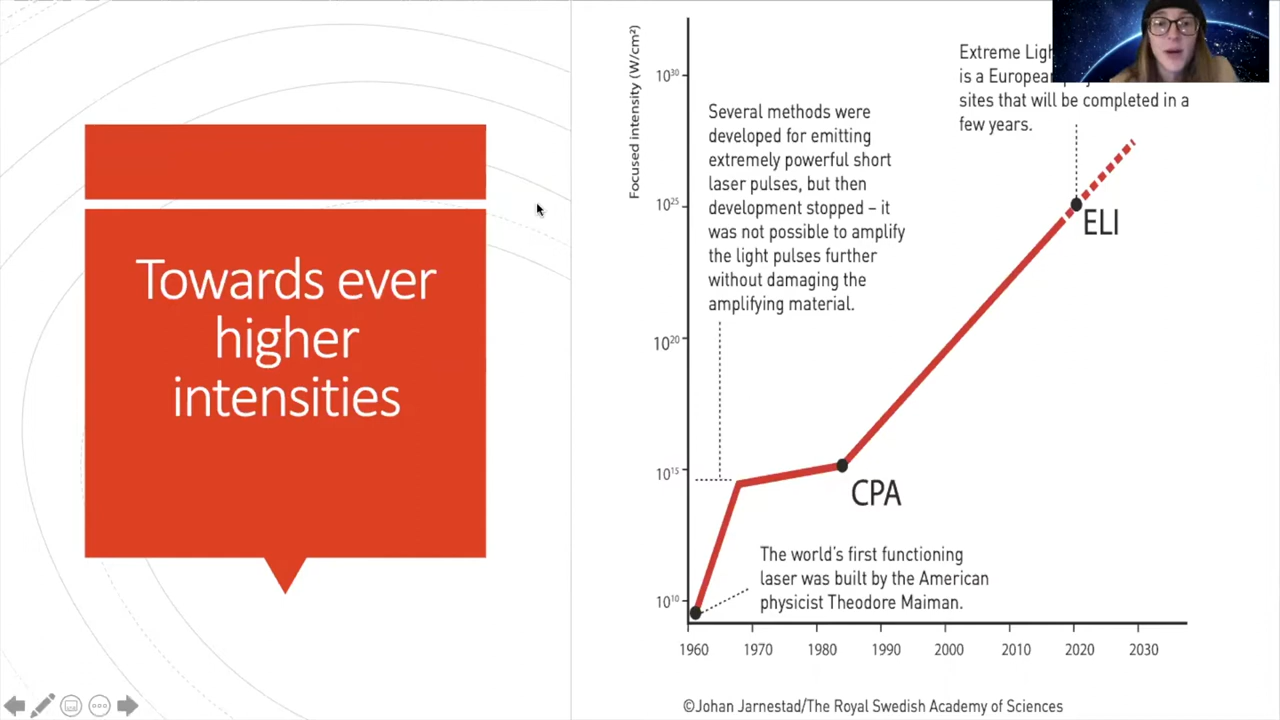 Towards ever
higher
intensities
Focused intensity (W/cm²)
10³⁰
10²⁵
10²⁰
10¹⁵
10¹⁰
Several methods were
developed for emitting
extremely powerful short
laser pulses, but then
development stopped – it
was not possible to amplify
the light pulses further
without damaging the
amplifying material.
Extreme
is a European
sites that will be completed in a
few years.
ELI
CPA
The world's first functioning
laser was built by the American
physicist Theodore Maiman.
1960 1970 1980 1990 2000 2010 2020 2030
©Johan Jarnestad/The Royal Swedish Academy of Sciences